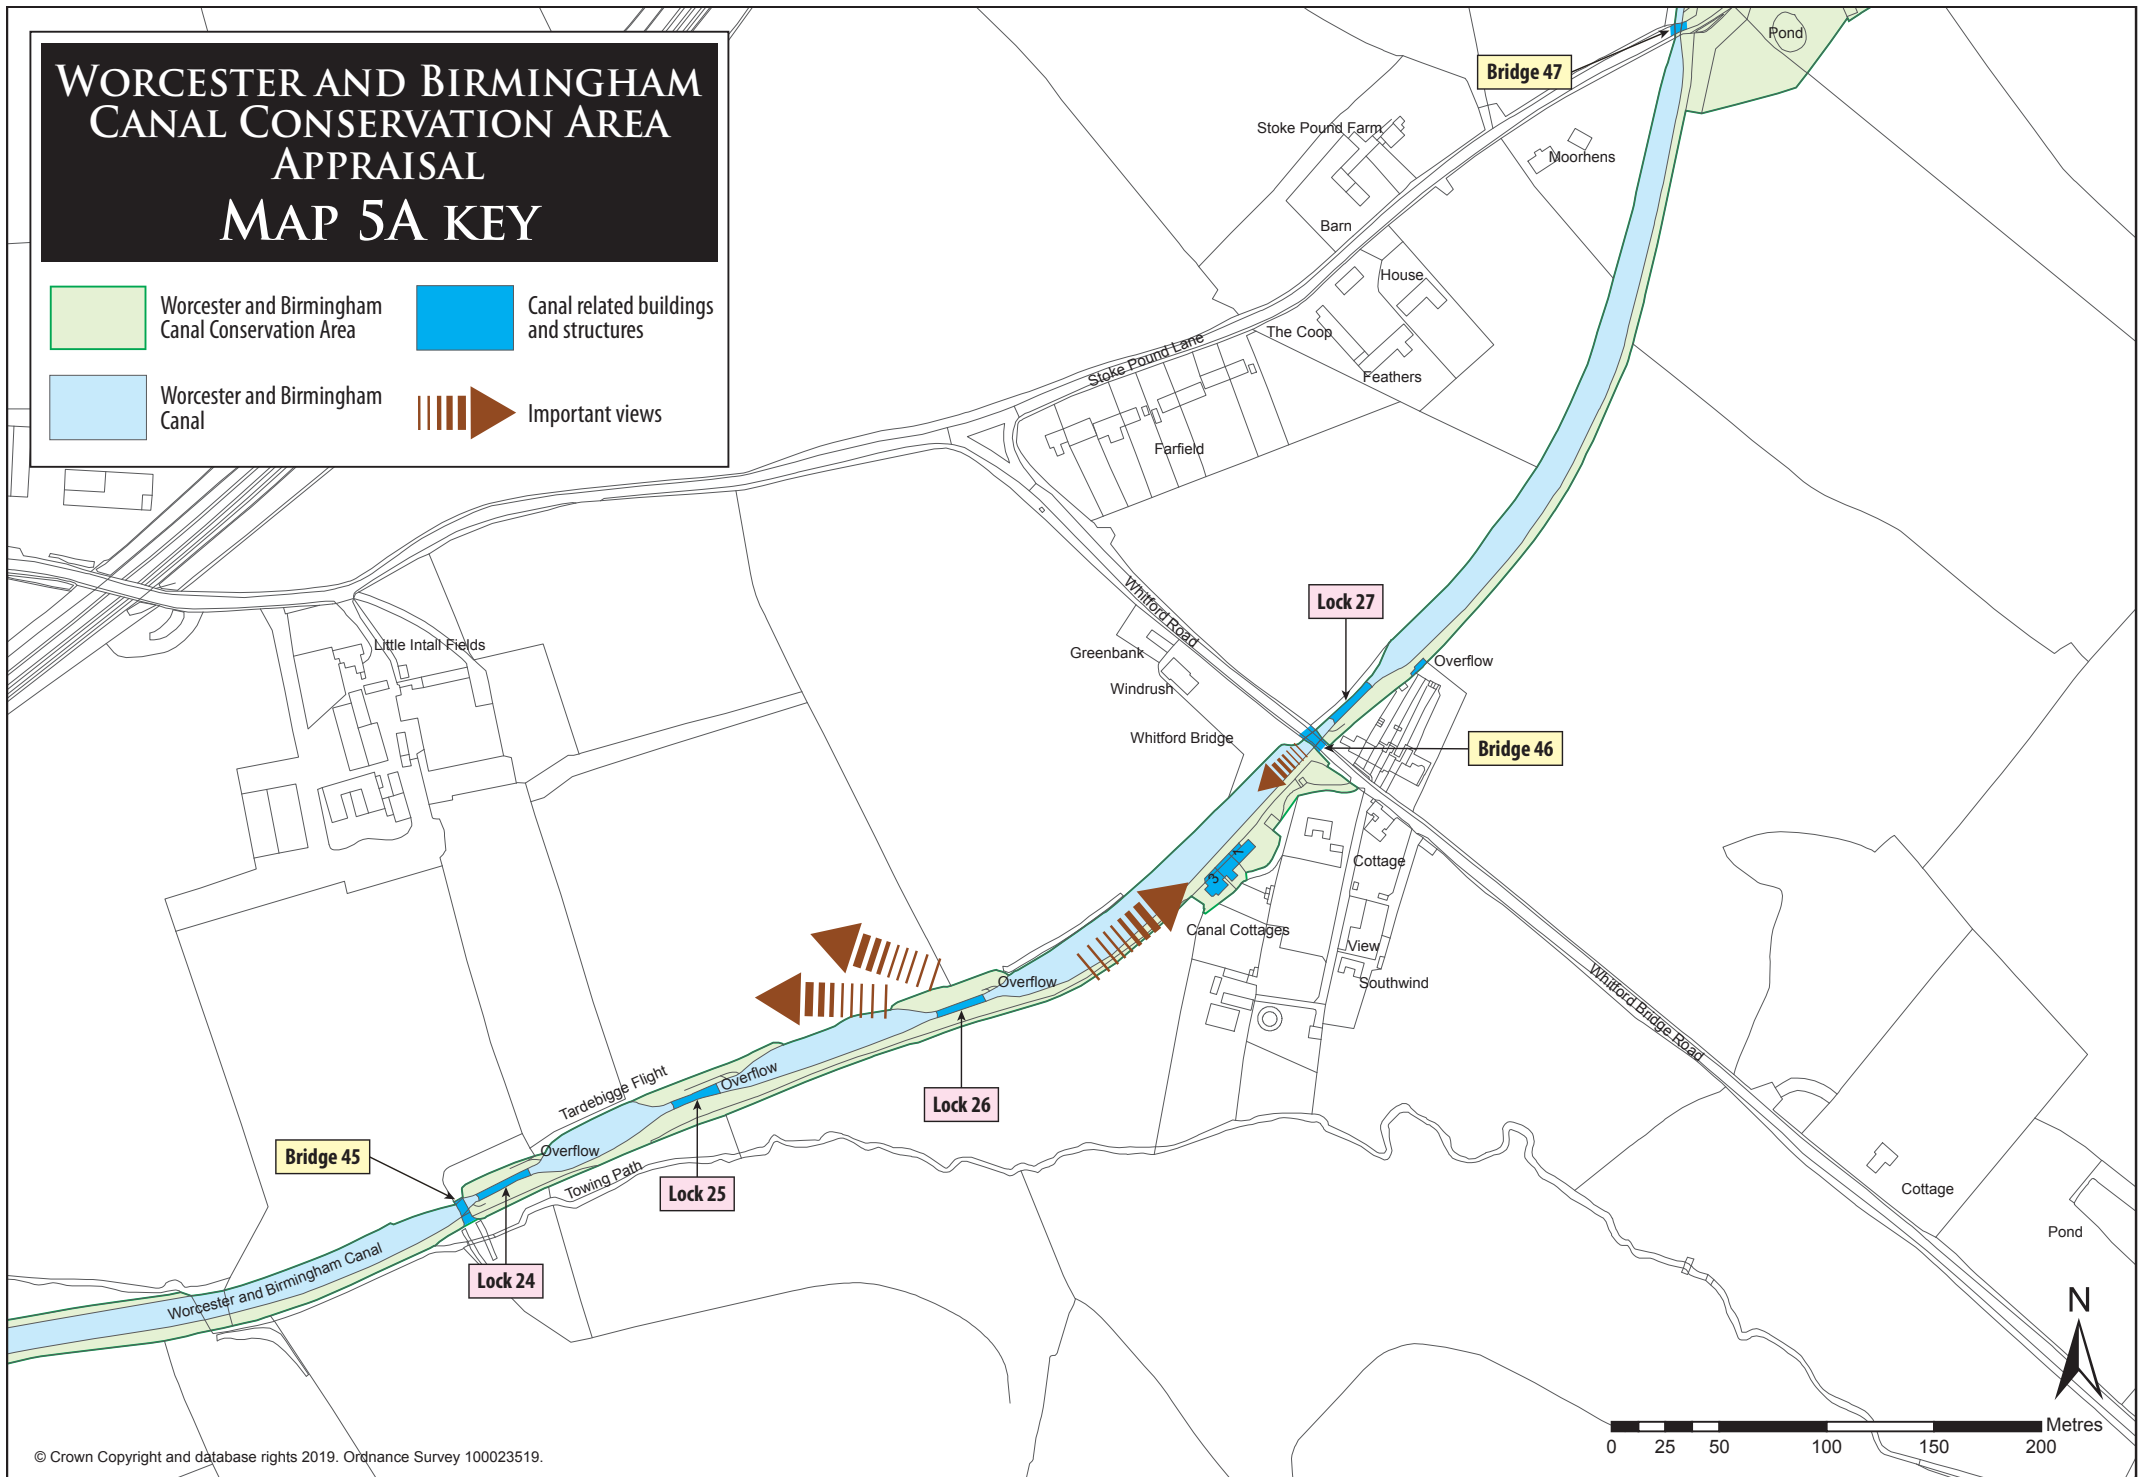 WORCESTER AND BIRMINGHAM
CANAL CONSERVATION AREA
APPRAISAL
MAP 5A KEY
Worcester and Birmingham
Canal Conservation Area
Canal related buildings
and structures
Worcester and Birmingham
Canal
Important views
Pond
Bridge 47
Stoke Pound Farm
Moorhens
Barn
House
The Coop
Stoke Pound Lane
Feathers
Farfield
Whitford Road
Lock 27
Little Intall Fields
Greenbank
Overflow
Windrush
Whitford Bridge
Bridge 46
1
3
Cottage
Canal Cottages
View
Southwind
Overflow
Whitford Bridge Road
Overflow
Tardebigge Flight
Lock 26
Bridge 45
Overflow
Towing Path
Lock 25
Cottage
Pond
Worcester and Birmingham Canal
Lock 24
N
Metres
0 25 50 100 150 200
© Crown Copyright and database rights 2019. Ordnance Survey 100023519.